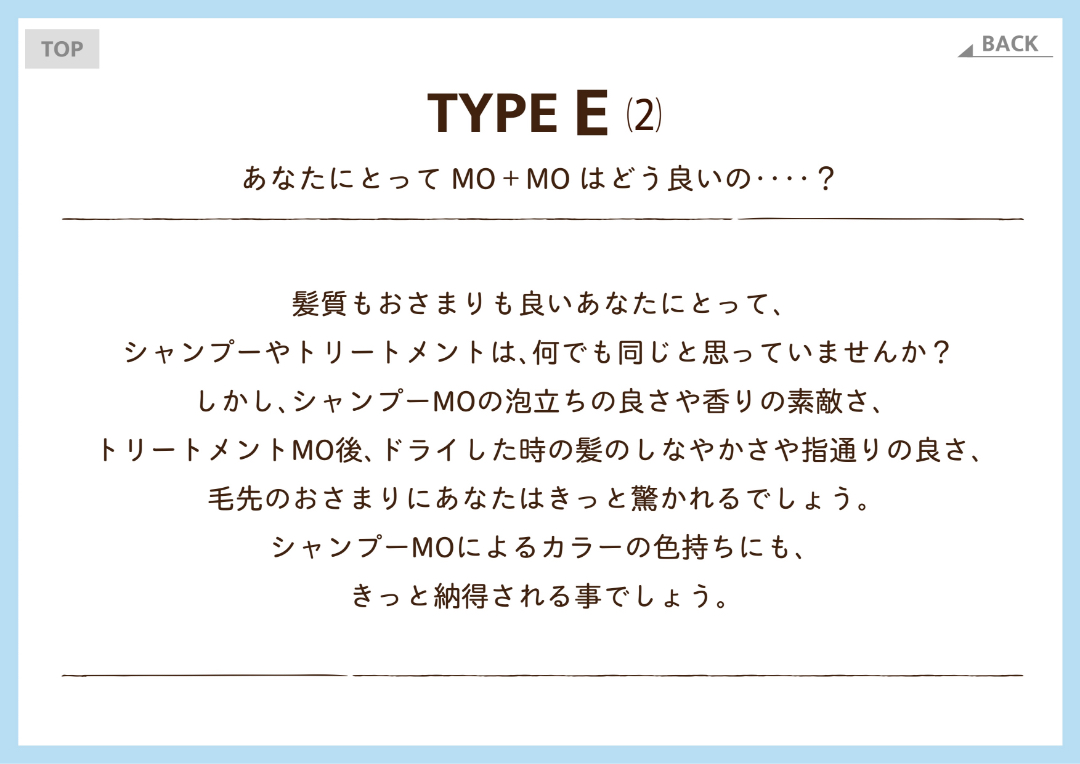 TOP
BACK
TYPE E (2)
あなたにとって MO+MO はどう良いの‥‥?
髪質もおさまりも良いあなたにとって、
シャンプーやトリートメントは、何でも同じと思っていませんか?
しかし、シャンプーMOの泡立ちの良さや香りの素敵さ、
トリートメントMO後、ドライした時の髪のしなやかさや指通りの良さ、
毛先のおさまりにあなたはきっと驚かれるでしょう。
シャンプーMOによるカラーの色持ちにも、
きっと納得される事でしょう。